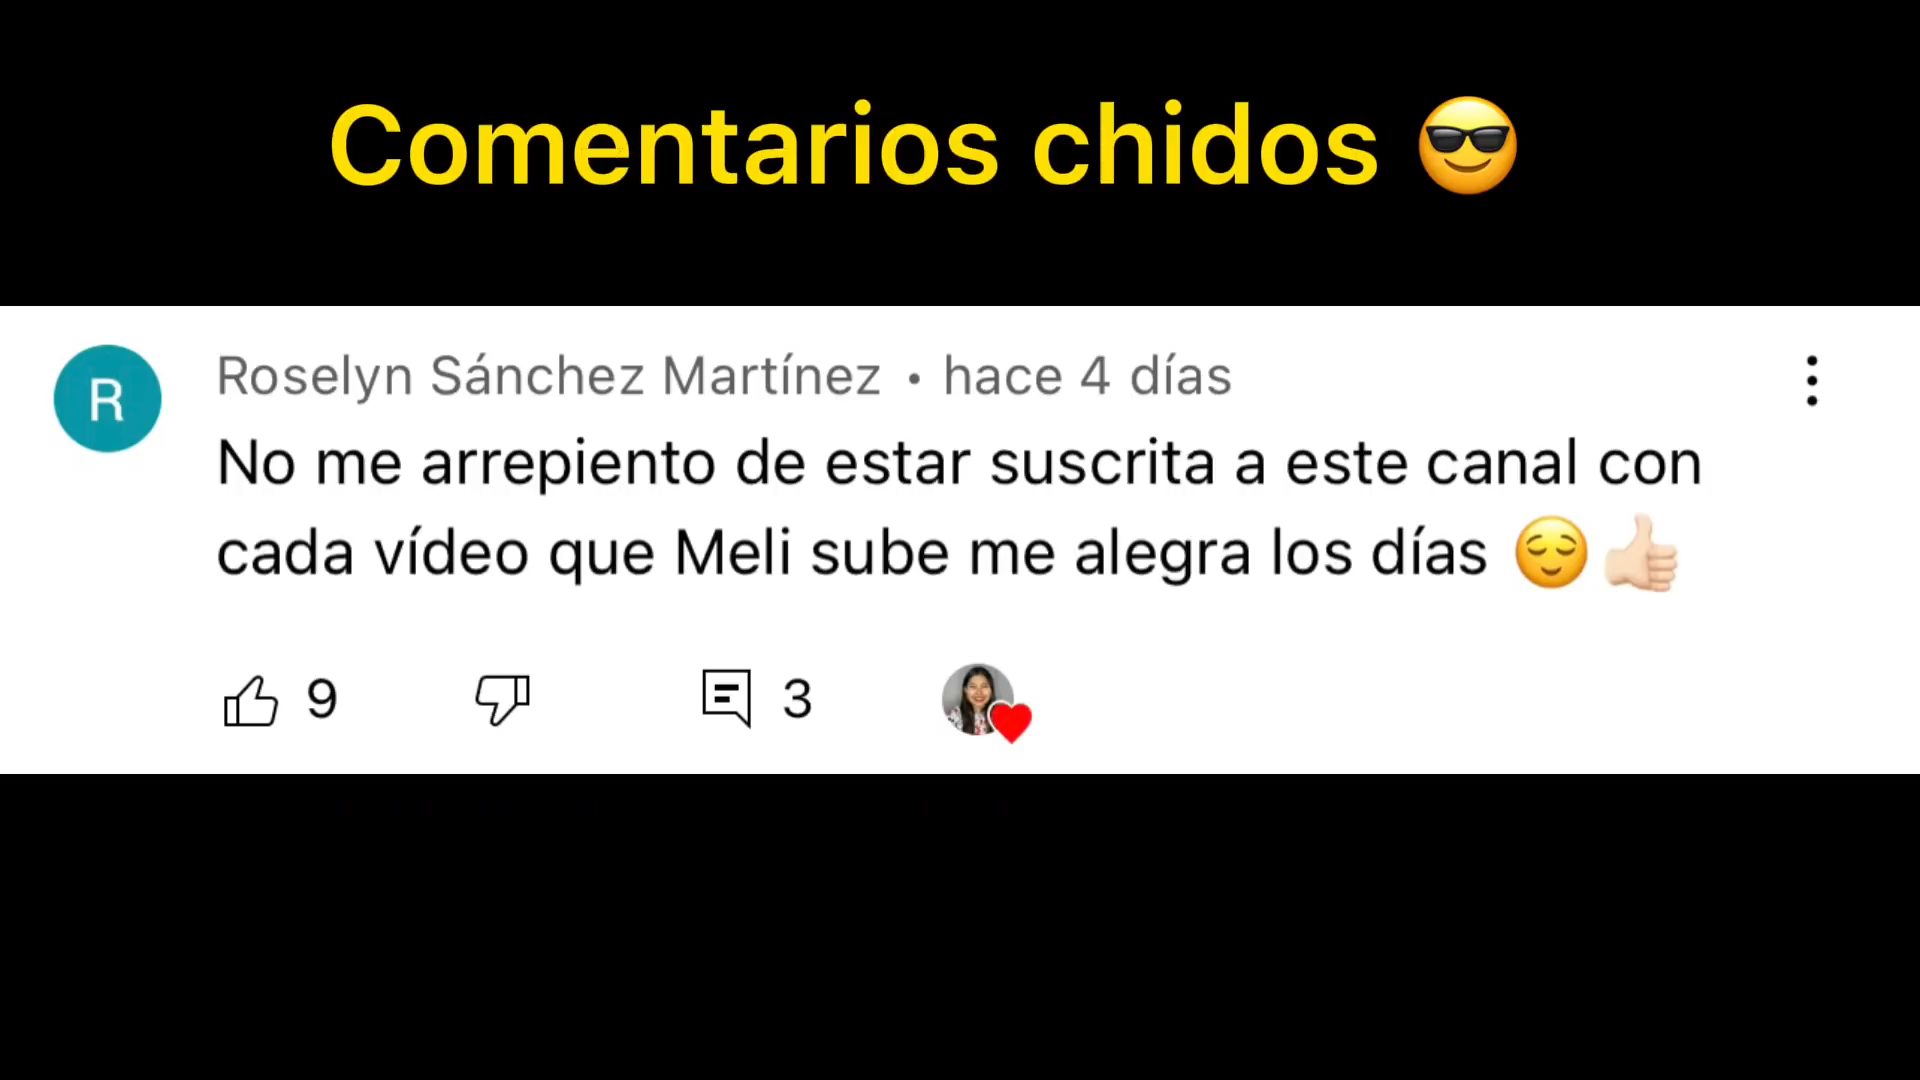 Comentarios chidos 😎
R
Roselyn Sánchez Martínez • hace 4 días
No me arrepiento de estar suscrita a este canal con
cada vídeo que Meli sube me alegra los días 😌👍🏻
9 3